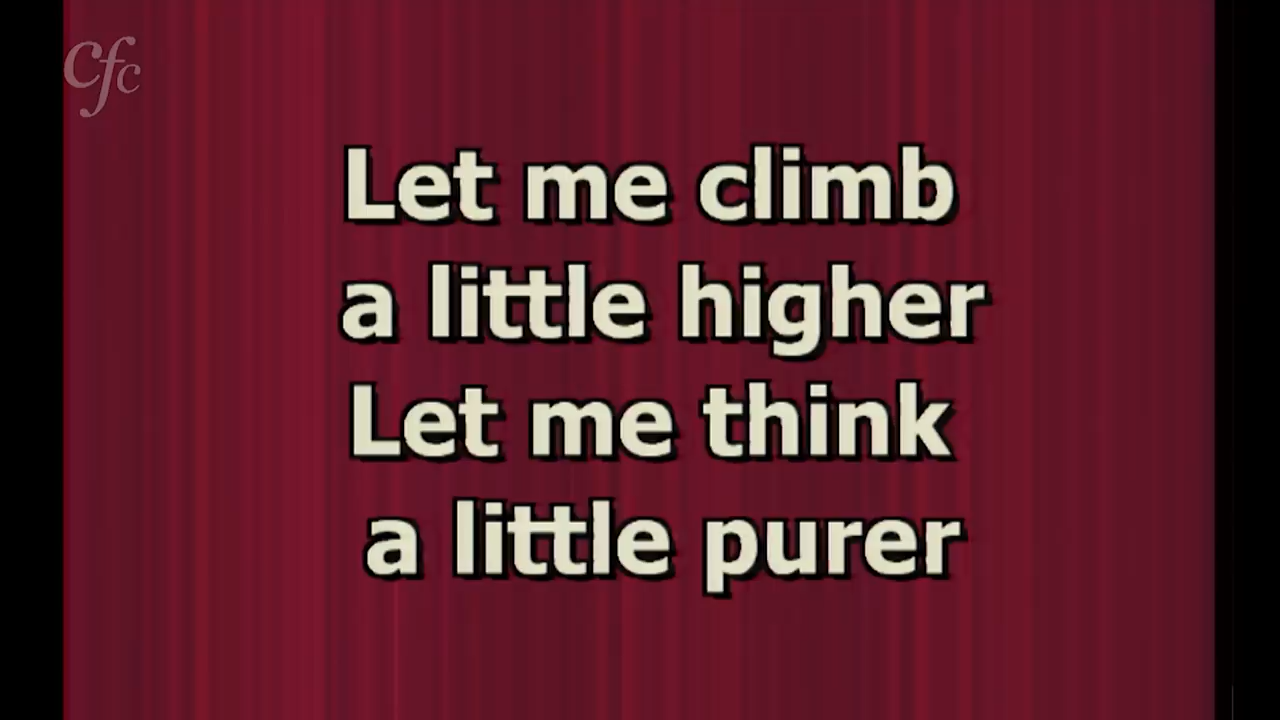 cfc
Let me climb
a little higher
Let me think
a little purer